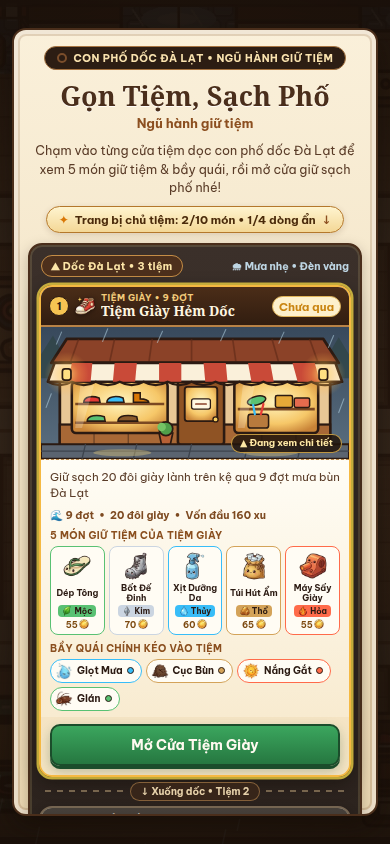 CON PHỐ DỐC ĐÀ LẠT • NGŨ HÀNH GIỮ TIỆM
Gọn Tiệm, Sạch Phố
Ngũ hành giữ tiệm
Chạm vào từng cửa tiệm dọc con phố dốc Đà Lạt để
xem 5 món giữ tiệm & bầy quái, rồi mở cửa giữ sạch
phố nhé!
✦ Trang bị chủ tiệm: 2/10 món • 1/4 dòng ẩn ↓
▲ Dốc Đà Lạt • 3 tiệm
🌧 Mưa nhẹ • Đèn vàng
1
TIỆM GIÀY • 9 ĐỢT
Tiệm Giày Hẻm Dốc
Chưa qua
▲ Đang xem chi tiết
Giữ sạch 20 đôi giày lành trên kệ qua 9 đợt mưa bùn
Đà Lạt
🌊 9 đợt • 20 đôi giày • Vốn đầu 160 xu
5 MÓN GIỮ TIỆM CỦA TIỆM GIÀY
Dép Tông
Mộc
55
Bốt Đế
Đinh
Kim
70
Xịt Dưỡng
Da
Thủy
60
Túi Hút Ẩm
Thổ
65
Máy Sấy
Giày
Hỏa
55
BẦY QUÁI CHÍNH KÉO VÀO TIỆM
Giọt Mưa
Cục Bùn
Nắng Gắt
Gián
Mở Cửa Tiệm Giày
↓ Xuống dốc • Tiệm 2